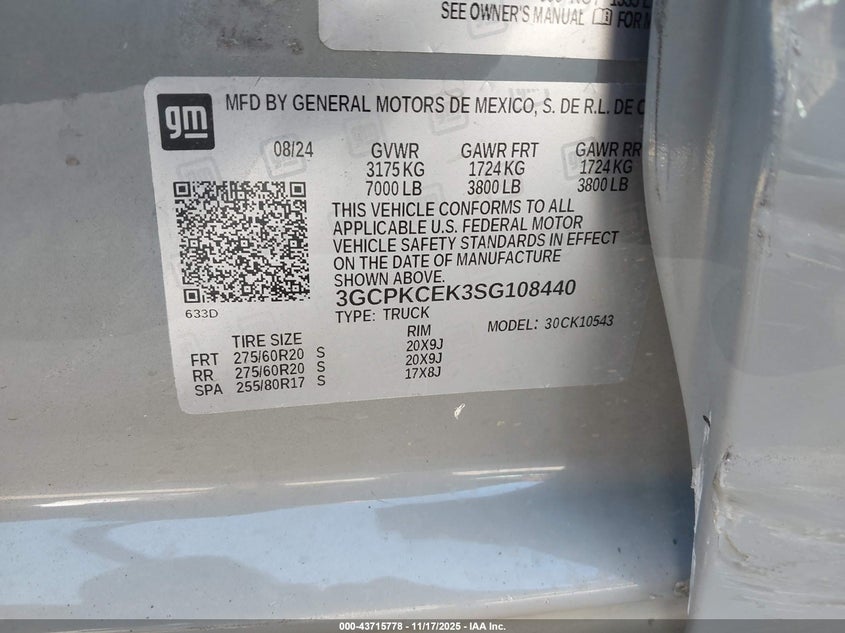 SEE OWNER'S MANUAL FOR
gm
MFD BY GENERAL MOTORS DE MEXICO, S. DE R.L. DE
08/24 GVWR GAWR FRT GAWR RR
3175 KG 1724 KG 1724 KG
7000 LB 3800 LB 3800 LB
THIS VEHICLE CONFORMS TO ALL
APPLICABLE U.S. FEDERAL MOTOR
VEHICLE SAFETY STANDARDS IN EFFECT
ON THE DATE OF MANUFACTURE
SHOWN ABOVE.
3GCPKCEK3SG108440
633D
TYPE: TRUCK MODEL: 30CK10543
TIRE SIZE RIM
FRT 275/60R20 S 20X9J
RR 275/60R20 S 20X9J
SPA 255/80R17 S 17X8J
000-43715778 - 11/17/2025 - IAA Inc.